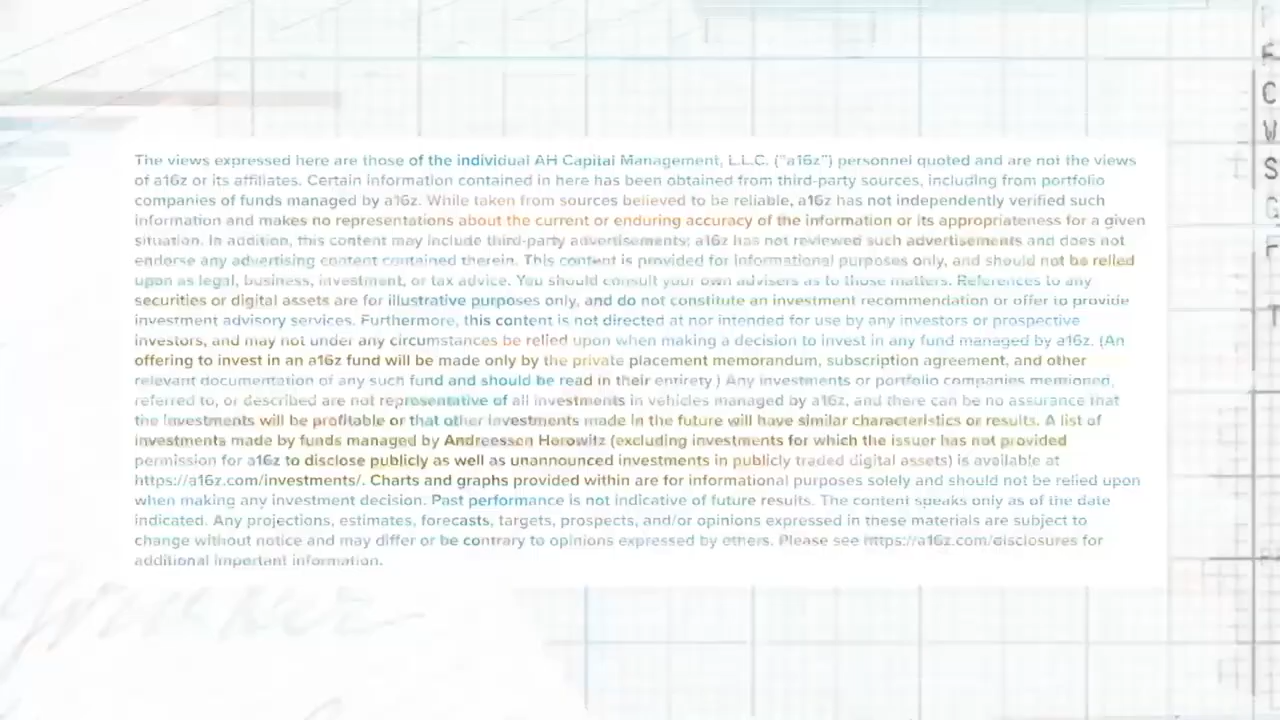 The views expressed here are those of the individual AH Capital Management, L.L.C. ("a16z") personnel quoted and are not the views
of a16z or its affiliates. Certain information contained in here has been obtained from third-party sources, including from portfolio
companies of funds managed by a16z. While taken from sources believed to be reliable, a16z has not independently verified such
information and makes no representations about the current or enduring accuracy of the information or its appropriateness for a given
situation. In addition, this content may include third-party advertisements; a16z has not reviewed such advertisements and does not
endorse any advertising content contained therein. This content is provided for informational purposes only, and should not be relied
upon as legal, business, investment, or tax advice. You should consult your own advisers as to those matters. References to any
securities or digital assets are for illustrative purposes only, and do not constitute an investment recommendation or offer to provide
investment advisory services. Furthermore, this content is not directed at nor intended for use by any investors or prospective
investors, and may not under any circumstances be relied upon when making a decision to invest in any fund managed by a16z. (An
offering to invest in an a16z fund will be made only by the private placement memorandum, subscription agreement, and other
relevant documentation of any such fund and should be read in their entirety.) Any investments or portfolio companies mentioned,
referred to, or described are not representative of all investments in vehicles managed by a16z, and there can be no assurance that
the investments will be profitable or that other investments made in the future will have similar characteristics or results. A list of
investments made by funds managed by Andreessen Horowitz (excluding investments for which the issuer has not provided
permission for a16z to disclose publicly as well as unannounced investments in publicly traded digital assets) is available at
https://a16z.com/investments/. Charts and graphs provided within are for informational purposes solely and should not be relied upon
when making any investment decision. Past performance is not indicative of future results. The content speaks only as of the date
indicated. Any projections, estimates, forecasts, targets, prospects, and/or opinions expressed in these materials are subject to
change without notice and may differ or be contrary to opinions expressed by others. Please see https://a16z.com/disclosures for
additional important information.